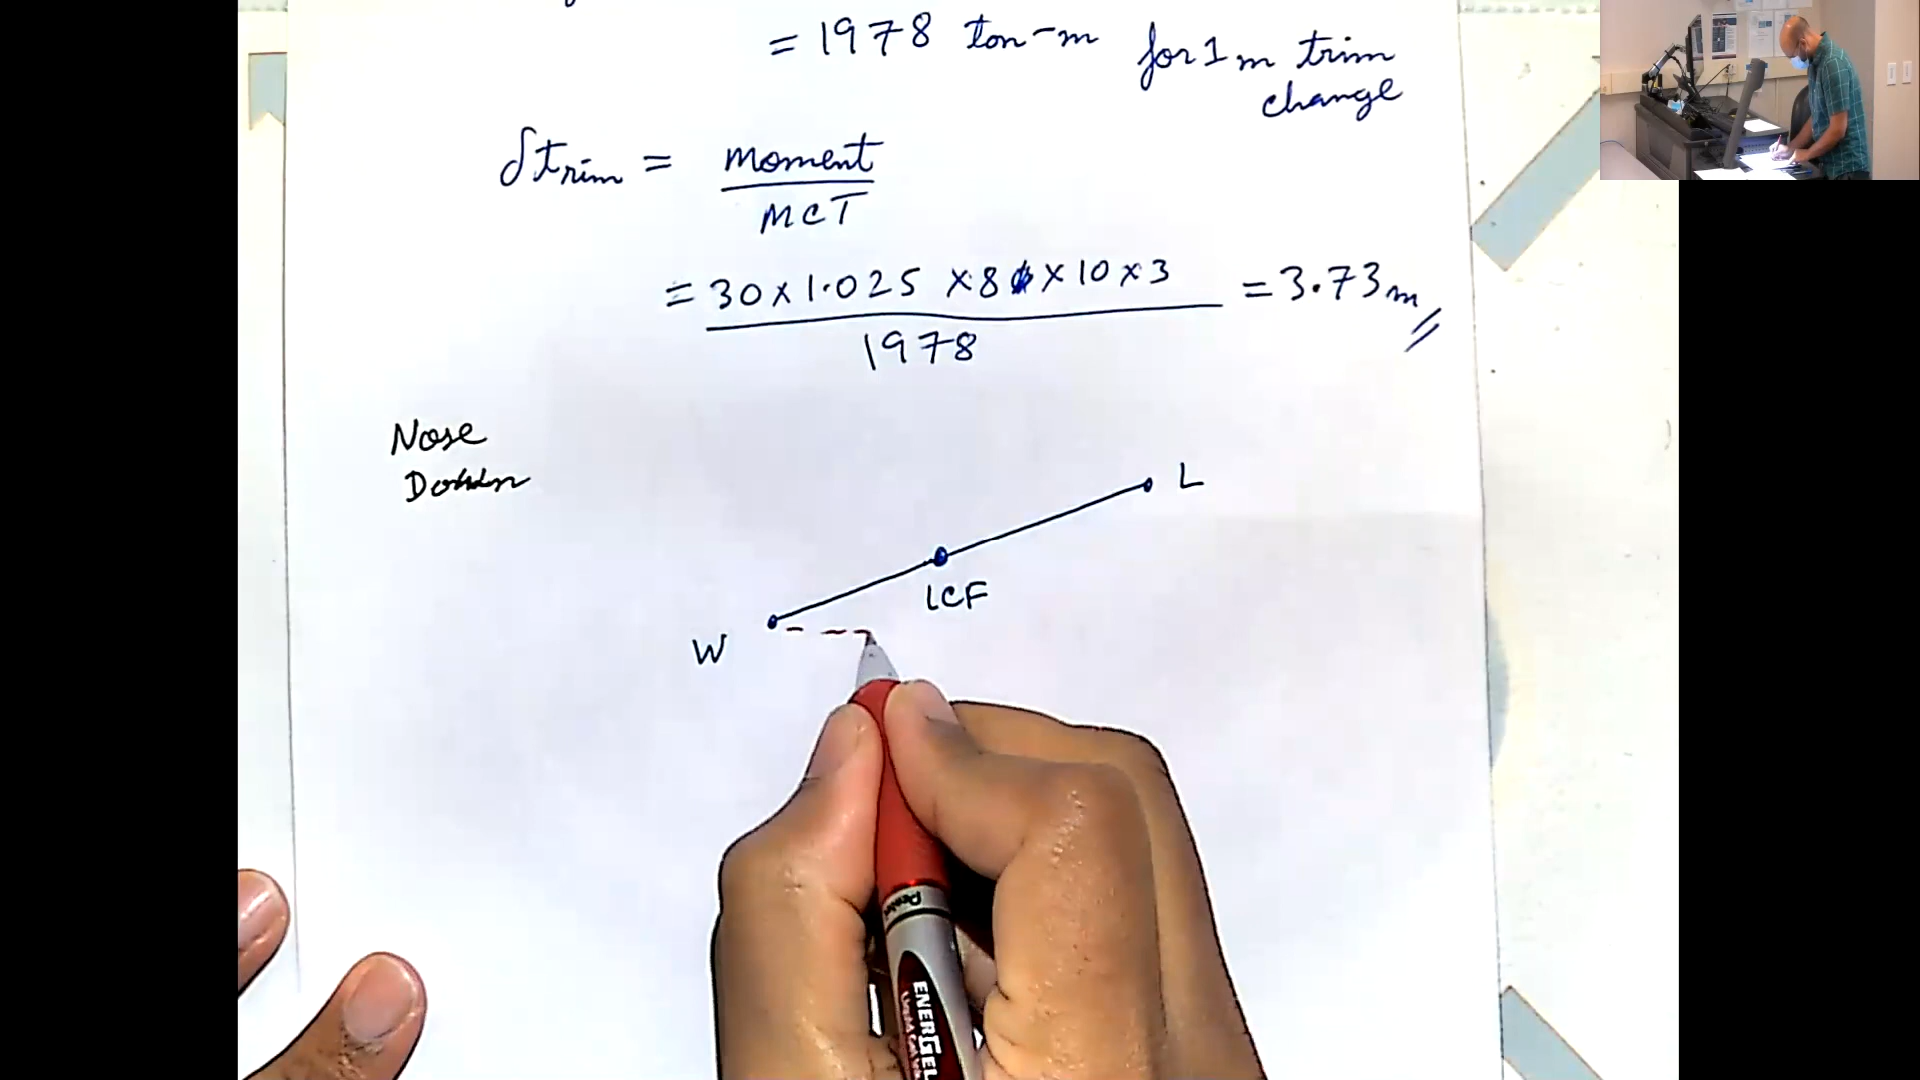 = 1978 ton-m for 1 m trim
change
δtrim = moment
MCT
= 30 x 1.025 x 8 x 10 x 3 = 3.73 m
1978
Nose
Down
L
LCF
W
ENERGEL